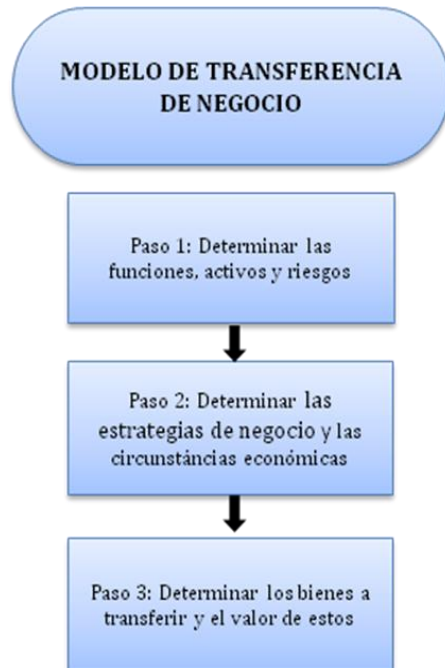 MODELO DE TRANSFERENCIA
DE NEGOCIO
Paso 1: Determinar las
funciones, activos y riesgos
Paso 2: Determinar las
estrategias de negocio y las
circunstáncias económicas
Paso 3: Determinar los bienes a
transferir y el valor de estos